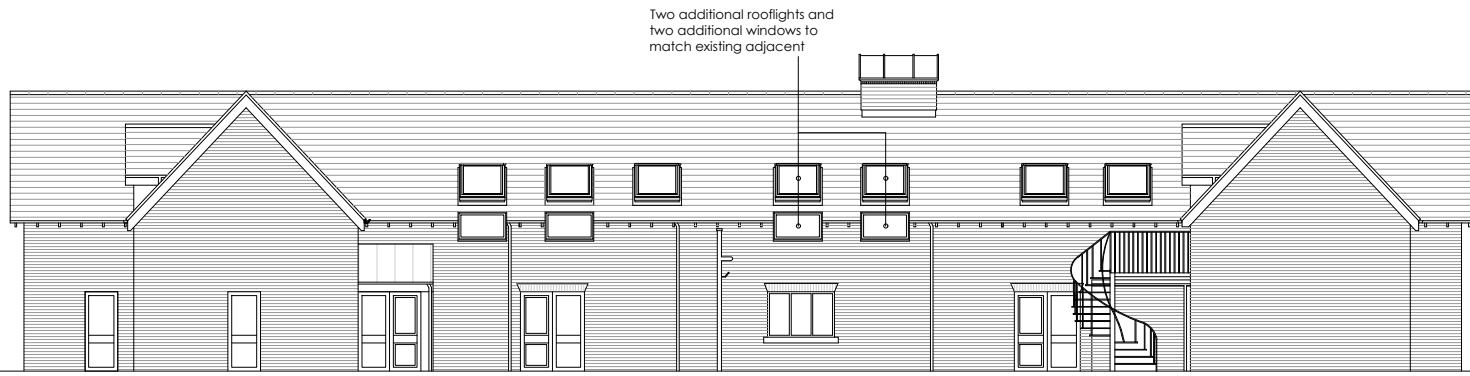 Two additional rooflights and
two additional windows to
match existing adjacent